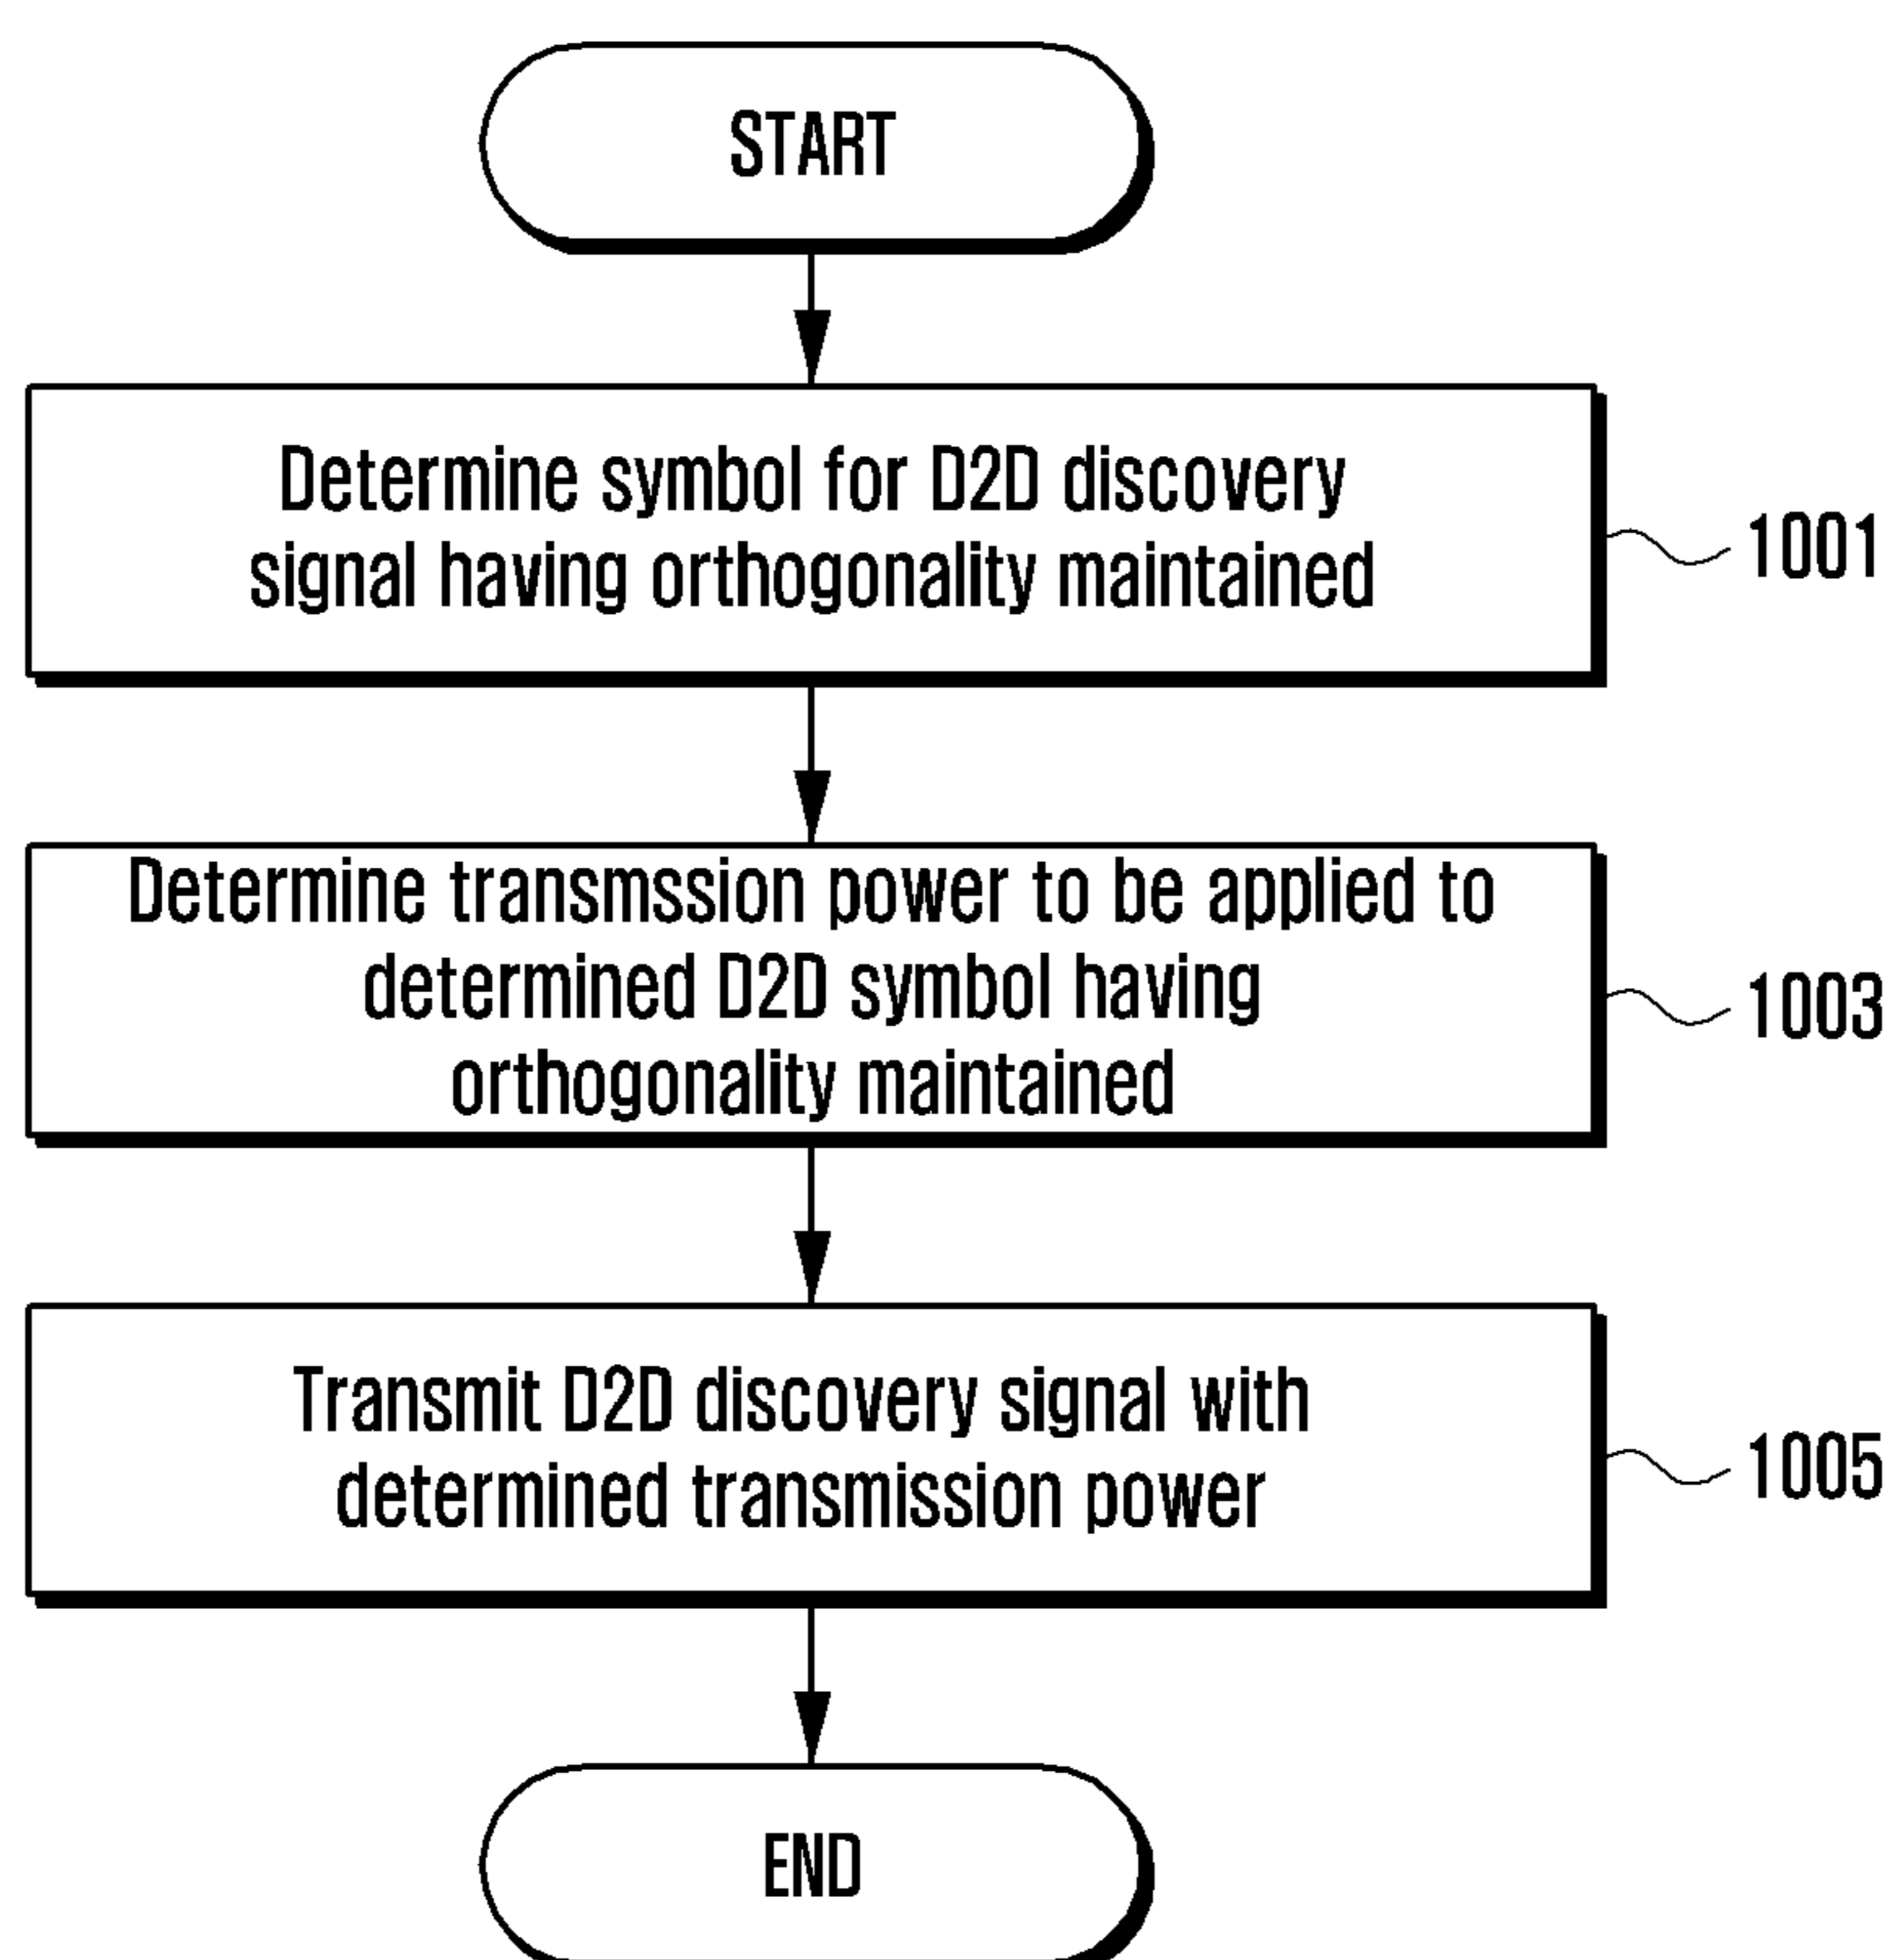 START
Determine symbol for D2D discovery
signal having orthogonality maintained
1001
Determine transmssion power to be applied to
determined D2D symbol having
orthogonality maintained
1003
Transmit D2D discovery signal with
determined transmission power
1005
END